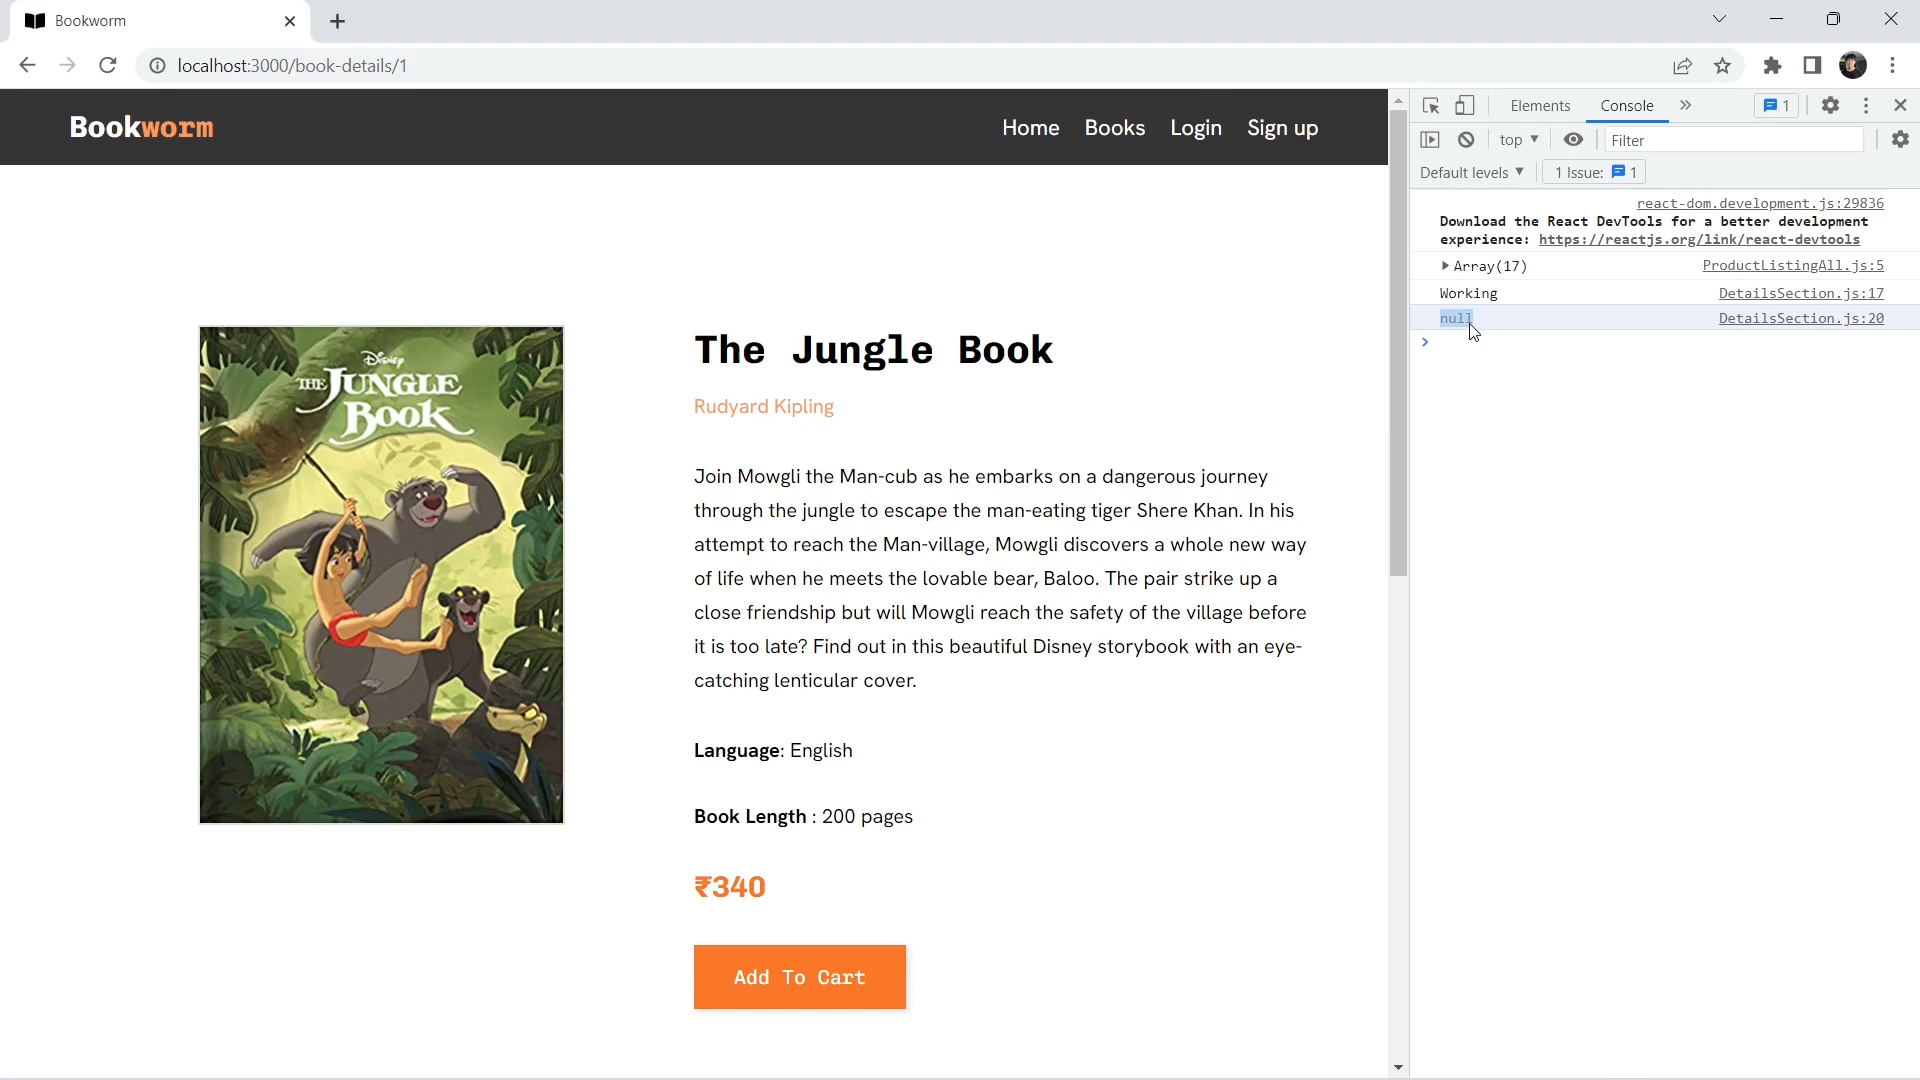 Bookworm
localhost:3000/book-details/1
Bookworm
Home Books Login Sign up
Disney
THE JUNGLE
BOOK
The Jungle Book
Rudyard Kipling
Join Mowgli the Man-cub as he embarks on a dangerous journey
through the jungle to escape the man-eating tiger Shere Khan. In his
attempt to reach the Man-village, Mowgli discovers a whole new way
of life when he meets the lovable bear, Baloo. The pair strike up a
close friendship but will Mowgli reach the safety of the village before
it is too late? Find out in this beautiful Disney storybook with an eye-
catching lenticular cover.
Language: English
Book Length : 200 pages
₹340
Add To Cart
Elements Console 1
top Filter
Default levels 1 Issue: 1
react-dom.development.js:29836
Download the React DevTools for a better development
experience: https://reactjs.org/link/react-devtools
Array(17) ProductListingAll.js:5
Working DetailsSection.js:17
null DetailsSection.js:20